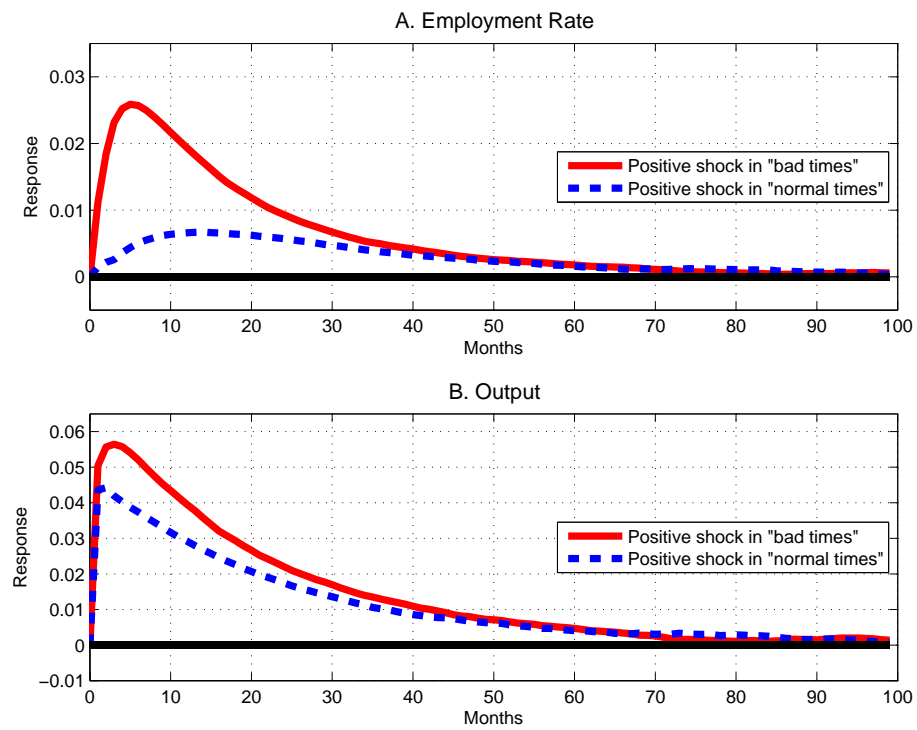 A. Employment Rate
Response
0.03
0.02
0.01
0
0 10 20 30 40 50 60 70 80 90 100
Months
Positive shock in "bad times"
Positive shock in "normal times"
B. Output
Response
0.06
0.05
0.04
0.03
0.02
0.01
0
−0.01
0 10 20 30 40 50 60 70 80 90 100
Months
Positive shock in "bad times"
Positive shock in "normal times"